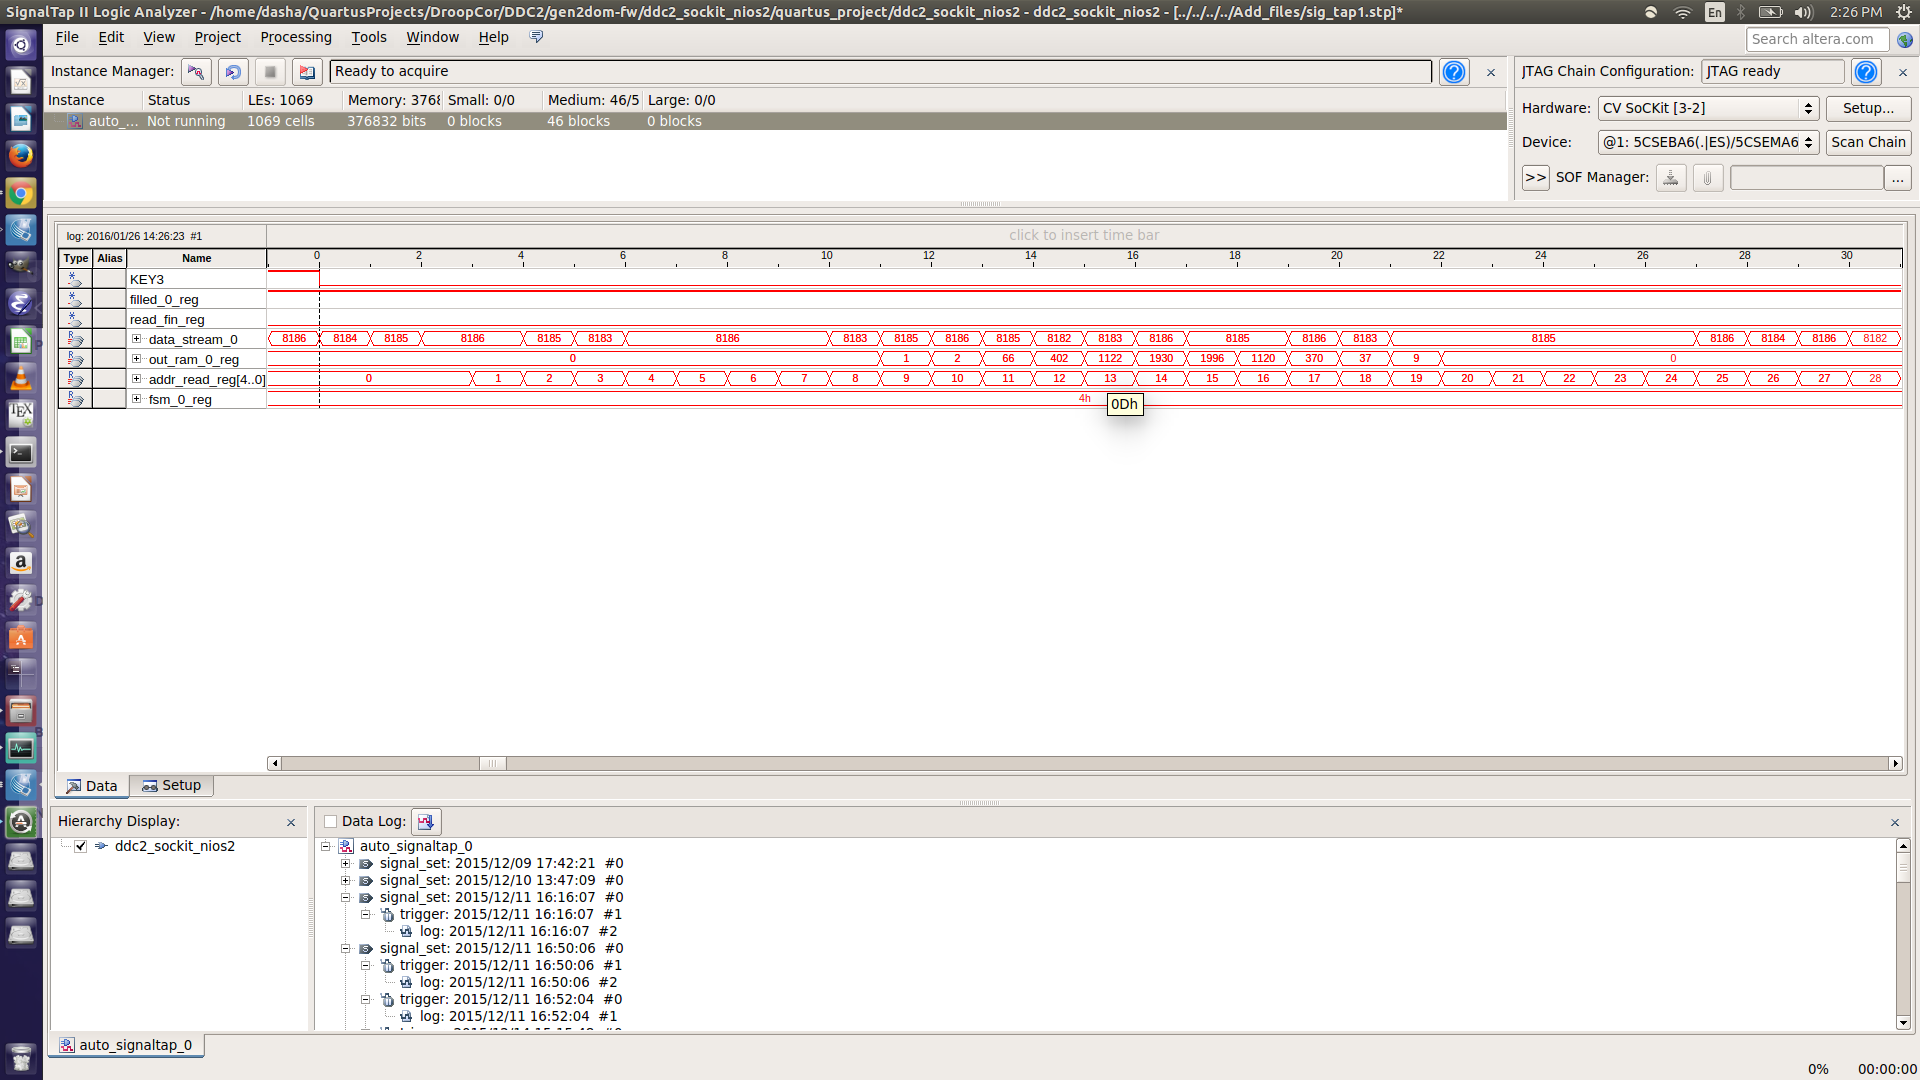 SignalTap II Logic Analyzer - /home/dasha/QuartusProjects/DroopCor/DDC2/gen2dom-fw/ddc2_sockit_nios2/quartus_project/ddc2_sockit_nios2 - ddc2_sockit_nios2 - [../../../../Add_files/sig_tap1.stp]* En 2:26 PM
File Edit View Project Processing Tools Window Help Search altera.com
Instance Manager: Ready to acquire JTAG Chain Configuration: JTAG ready
Instance Status LEs: 1069 Memory: 3768 Small: 0/0 Medium: 46/5 Large: 0/0
auto_... Not running 1069 cells 376832 bits 0 blocks 46 blocks 0 blocks
Hardware: CV SoCKit [3-2] Setup...
Device: @1: 5CSEBA6(.|ES)/5CSEMA6 Scan Chain
>> SOF Manager: ...
log: 2016/01/26 14:26:23 #1 click to insert time bar
Type Alias Name 0 2 4 6 8 10 12 14 16 18 20 22 24 26 28 30
KEY3
filled_0_reg
read_fin_reg
data_stream_0 8186 8184 8185 8186 8185 8183 8186 8183 8185 8186 8185 8182 8183 8186 8185 8186 8183 8185 8186 8184 8186 8182
out_ram_0_reg 0 1 2 66 402 1122 1930 1996 1120 370 37 9 0
addr_read_reg[4..0] 0 1 2 3 4 5 6 7 8 9 10 11 12 13 14 15 16 17 18 19 20 21 22 23 24 25 26 27 28
fsm_0_reg 4h 0Dh
Data Setup
Hierarchy Display: Data Log:
ddc2_sockit_nios2
auto_signaltap_0
signal_set: 2015/12/09 17:42:21 #0
signal_set: 2015/12/10 13:47:09 #0
signal_set: 2015/12/11 16:16:07 #0
trigger: 2015/12/11 16:16:07 #1
log: 2015/12/11 16:16:07 #2
signal_set: 2015/12/11 16:50:06 #0
trigger: 2015/12/11 16:50:06 #1
log: 2015/12/11 16:50:06 #2
trigger: 2015/12/11 16:52:04 #0
log: 2015/12/11 16:52:04 #1
auto_signaltap_0
0% 00:00:00